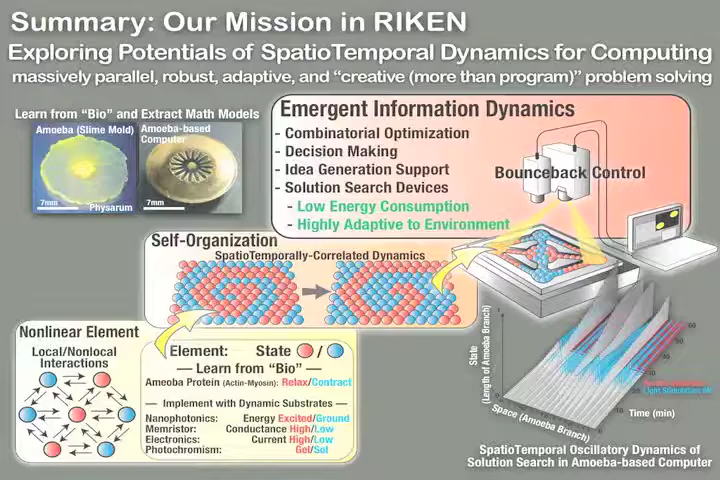 Summary: Our Mission in RIKEN
Exploring Potentials of SpatioTemporal Dynamics for Computing
massively parallel, robust, adaptive, and “creative (more than program)” problem solving
Learn from “Bio” and Extract Math Models
Amoeba (Slime Mold)
7mm
Physarum
Amoeba-based
Computer
7mm
Emergent Information Dynamics
- Combinatorial Optimization
- Decision Making
- Idea Generation Support
- Solution Search Devices
- Low Energy Consumption
- Highly Adaptive to Environment
Bounceback Control
Self-Organization
SpatioTemporally-Correlated Dynamics
Nonlinear Element
Local/Nonlocal
Interactions
Element: State /
— Learn from “Bio” —
Ameoba Protein (Actin-Myosin): Relax/Contract
— Implement with Dynamic Substrates —
Nanophotonics: Energy Excited/Ground
Memristor: Conductance High/Low
Electronics: Current High/Low
Photochromism: Gel/Sol
State
(Length of Amoeba Branch)
Space (Amoeba Branch)
Time (min)
60
50
40
30
Light Stimulation
SpatioTemporal Oscillatory Dynamics of
Solution Search in Amoeba-based Computer